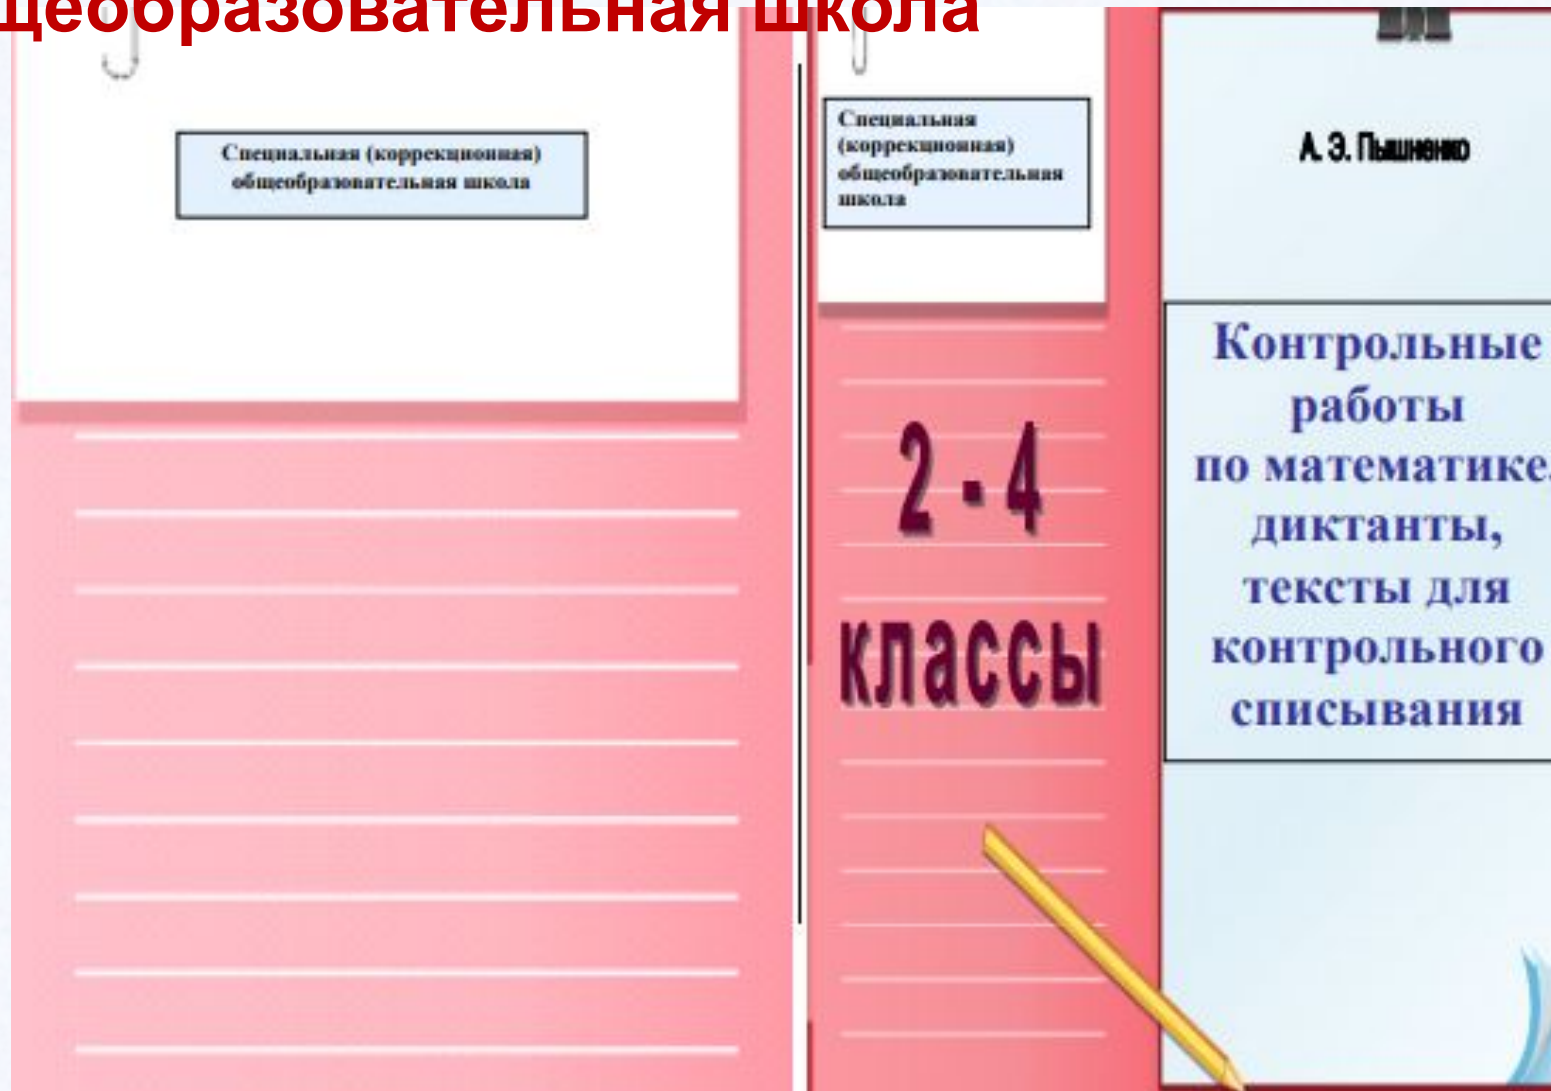 щеобразовательная школа
Специальная (коррекционная)
общеобразовательная школа
Специальная
(коррекционная)
общеобразовательная
школа
2 - 4
классы
А. Э. Пышненко
Контрольные
работы
по математике,
диктанты,
тексты для
контрольного
списывания